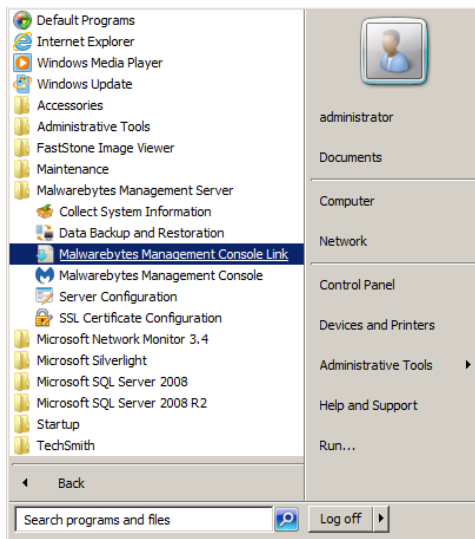 Default Programs
Internet Explorer
Windows Media Player
Windows Update
Accessories
Administrative Tools
FastStone Image Viewer
Maintenance
Malwarebytes Management Server
Collect System Information
Data Backup and Restoration
Malwarebytes Management Console Link
Malwarebytes Management Console
Server Configuration
SSL Certificate Configuration
Microsoft Network Monitor 3.4
Microsoft Silverlight
Microsoft SQL Server 2008
Microsoft SQL Server 2008 R2
Startup
TechSmith
Back
Search programs and files
administrator
Documents
Computer
Network
Control Panel
Devices and Printers
Administrative Tools
Help and Support
Run...
Log off